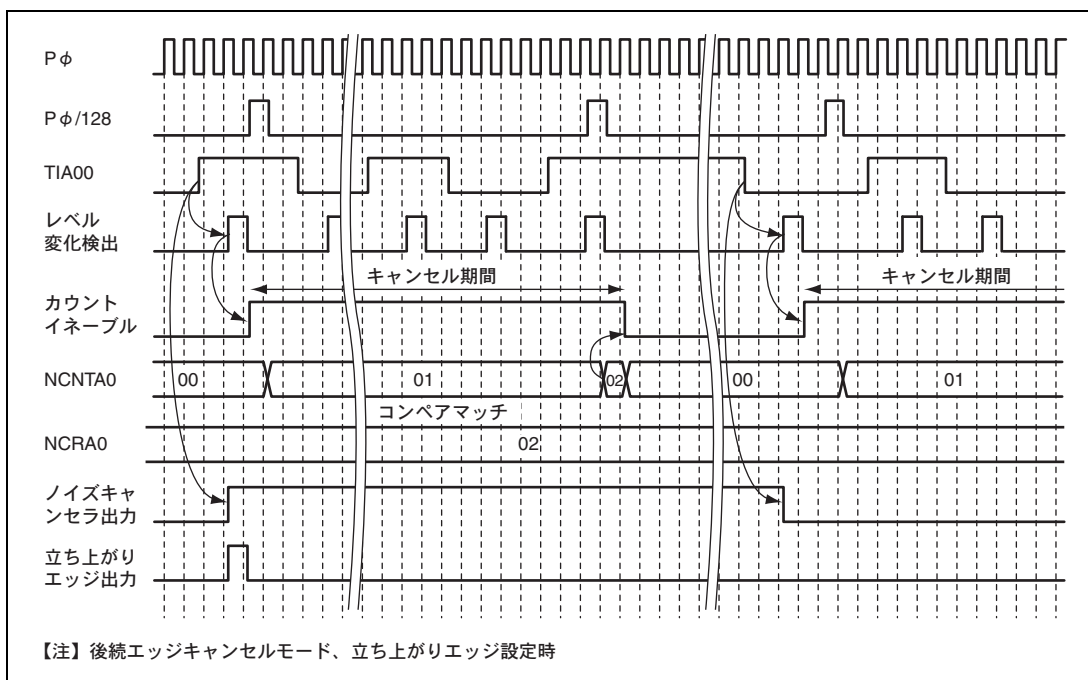 Pφ
Pφ/128
TIA00
レベル
変化検出
キャンセル期間 キャンセル期間
カウント
イネーブル
NCNTA0 00 01 02 00 01
コンペアマッチ
NCRA0 02
ノイズキャ
ンセラ出力
立ち上がり
エッジ出力
【注】後続エッジキャンセルモード、立ち上がりエッジ設定時